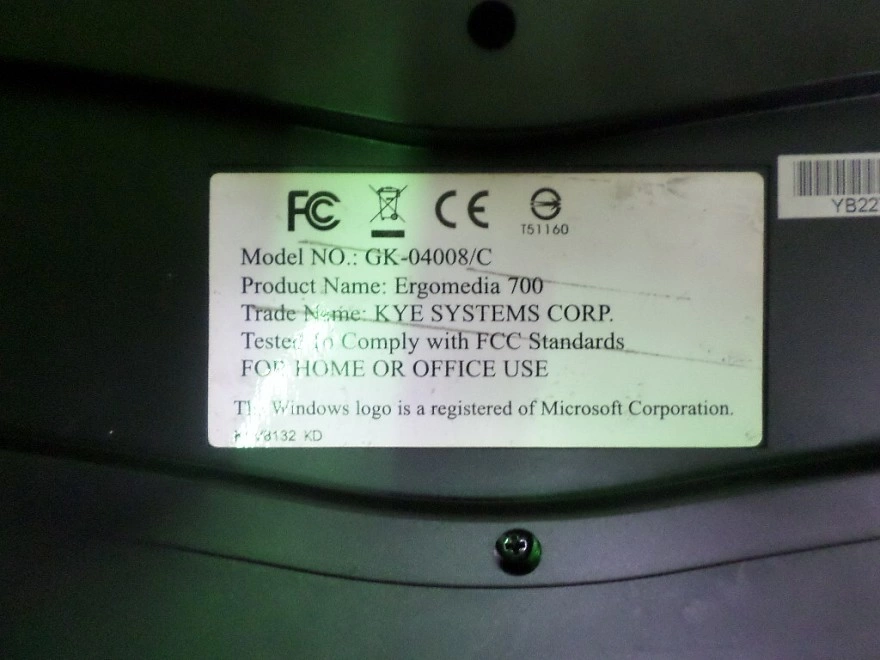 FC CE
T51160
YB22
Model NO.: GK-04008/C
Product Name: Ergomedia 700
Trade Name: KYE SYSTEMS CORP.
Tested To Comply with FCC Standards
FOR HOME OR OFFICE USE
The Windows logo is a registered of Microsoft Corporation.
KD